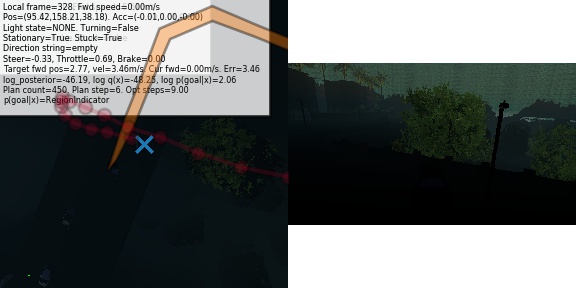 Local frame=328. Fwd speed=0.00m/s
Pos=(95.42,158.21,38.18). Acc=(-0.01,0.00,-0.00)
Light state=NONE. Turning=False
Stationary=True. Stuck=True
Direction string=empty
Steer=-0.33, Throttle=0.69, Brake=0.00
Target fwd pos=2.77, vel=3.46m/s. Cur fwd=0.00m/s. Err=3.46
log_posterior=-46.19, log q(x)=-48.25, log p(goal|x)=2.06
Plan count=450. Plan step=6. Opt steps=9.00
p(goal|x)=RegionIndicator